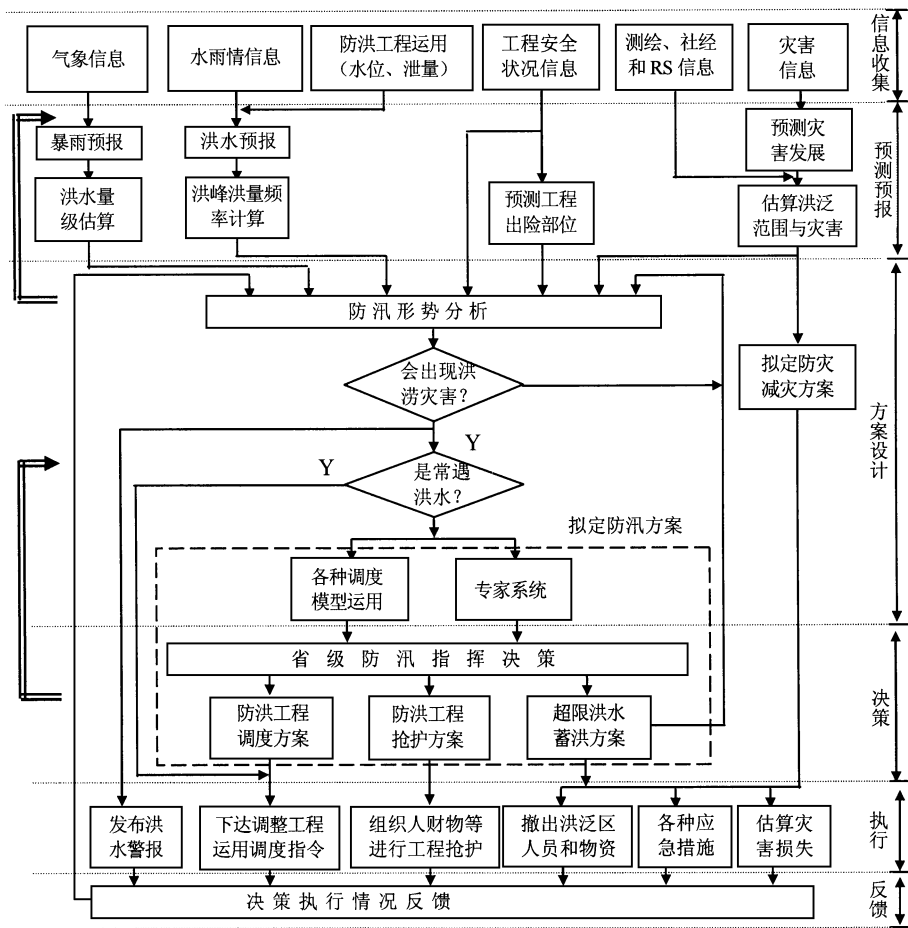 气象信息
水雨情信息
防洪工程运用
（水位、泄量）
工程安全
状况信息
测绘、社经
和RS信息
灾害
信息
信息收集
暴雨预报
洪水预报
预测灾
害发展
洪水量
级估算
洪峰洪量频
率计算
预测工程
出险部位
估算洪泛
范围与灾害
预测预报
防汛形势分析
会出现洪
涝灾害？
拟定防灾
减灾方案
方案设计
Y
Y
是常遇
洪水？
拟定防汛方案
各种调度
模型运用
专家系统
省级防汛指挥决策
防洪工程
调度方案
防洪工程
抢护方案
超限洪水
蓄洪方案
决策
发布洪
水警报
下达调整工程
运用调度指令
组织人财物等
进行工程抢护
撤出洪泛区
人员和物资
各种应
急措施
估算灾
害损失
执行
决策执行情况反馈
反馈